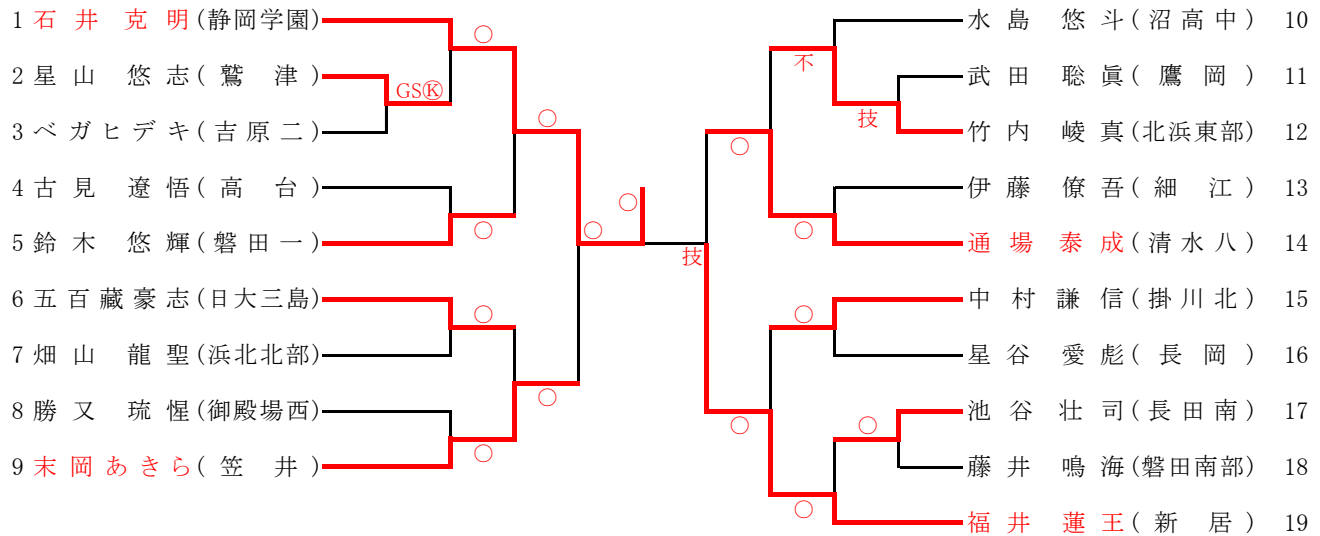 1 石井 克明(静岡学園)
2 星山 悠志(鷲津)
3 ベガヒデキ(吉原二)
4 古見 遼悟(高台)
5 鈴木 悠輝(磐田一)
6 五百藏豪志(日大三島)
7 畑山 龍聖(浜北北部)
8 勝又 琉惺(御殿場西)
9 末岡あきら(笠井)
○
GSⓀ
○
○
○
○
○
○
○
技
不
技
○
○
○
○
○
○
水島 悠斗(沼高中) 10
武田 聡眞(鷹岡) 11
竹内 崚真(北浜東部) 12
伊藤 僚吾(細江) 13
通場 泰成(清水八) 14
中村 謙信(掛川北) 15
星谷 愛彪(長岡) 16
池谷 壮司(長田南) 17
藤井 鳴海(磐田南部) 18
福井 蓮王(新居) 19